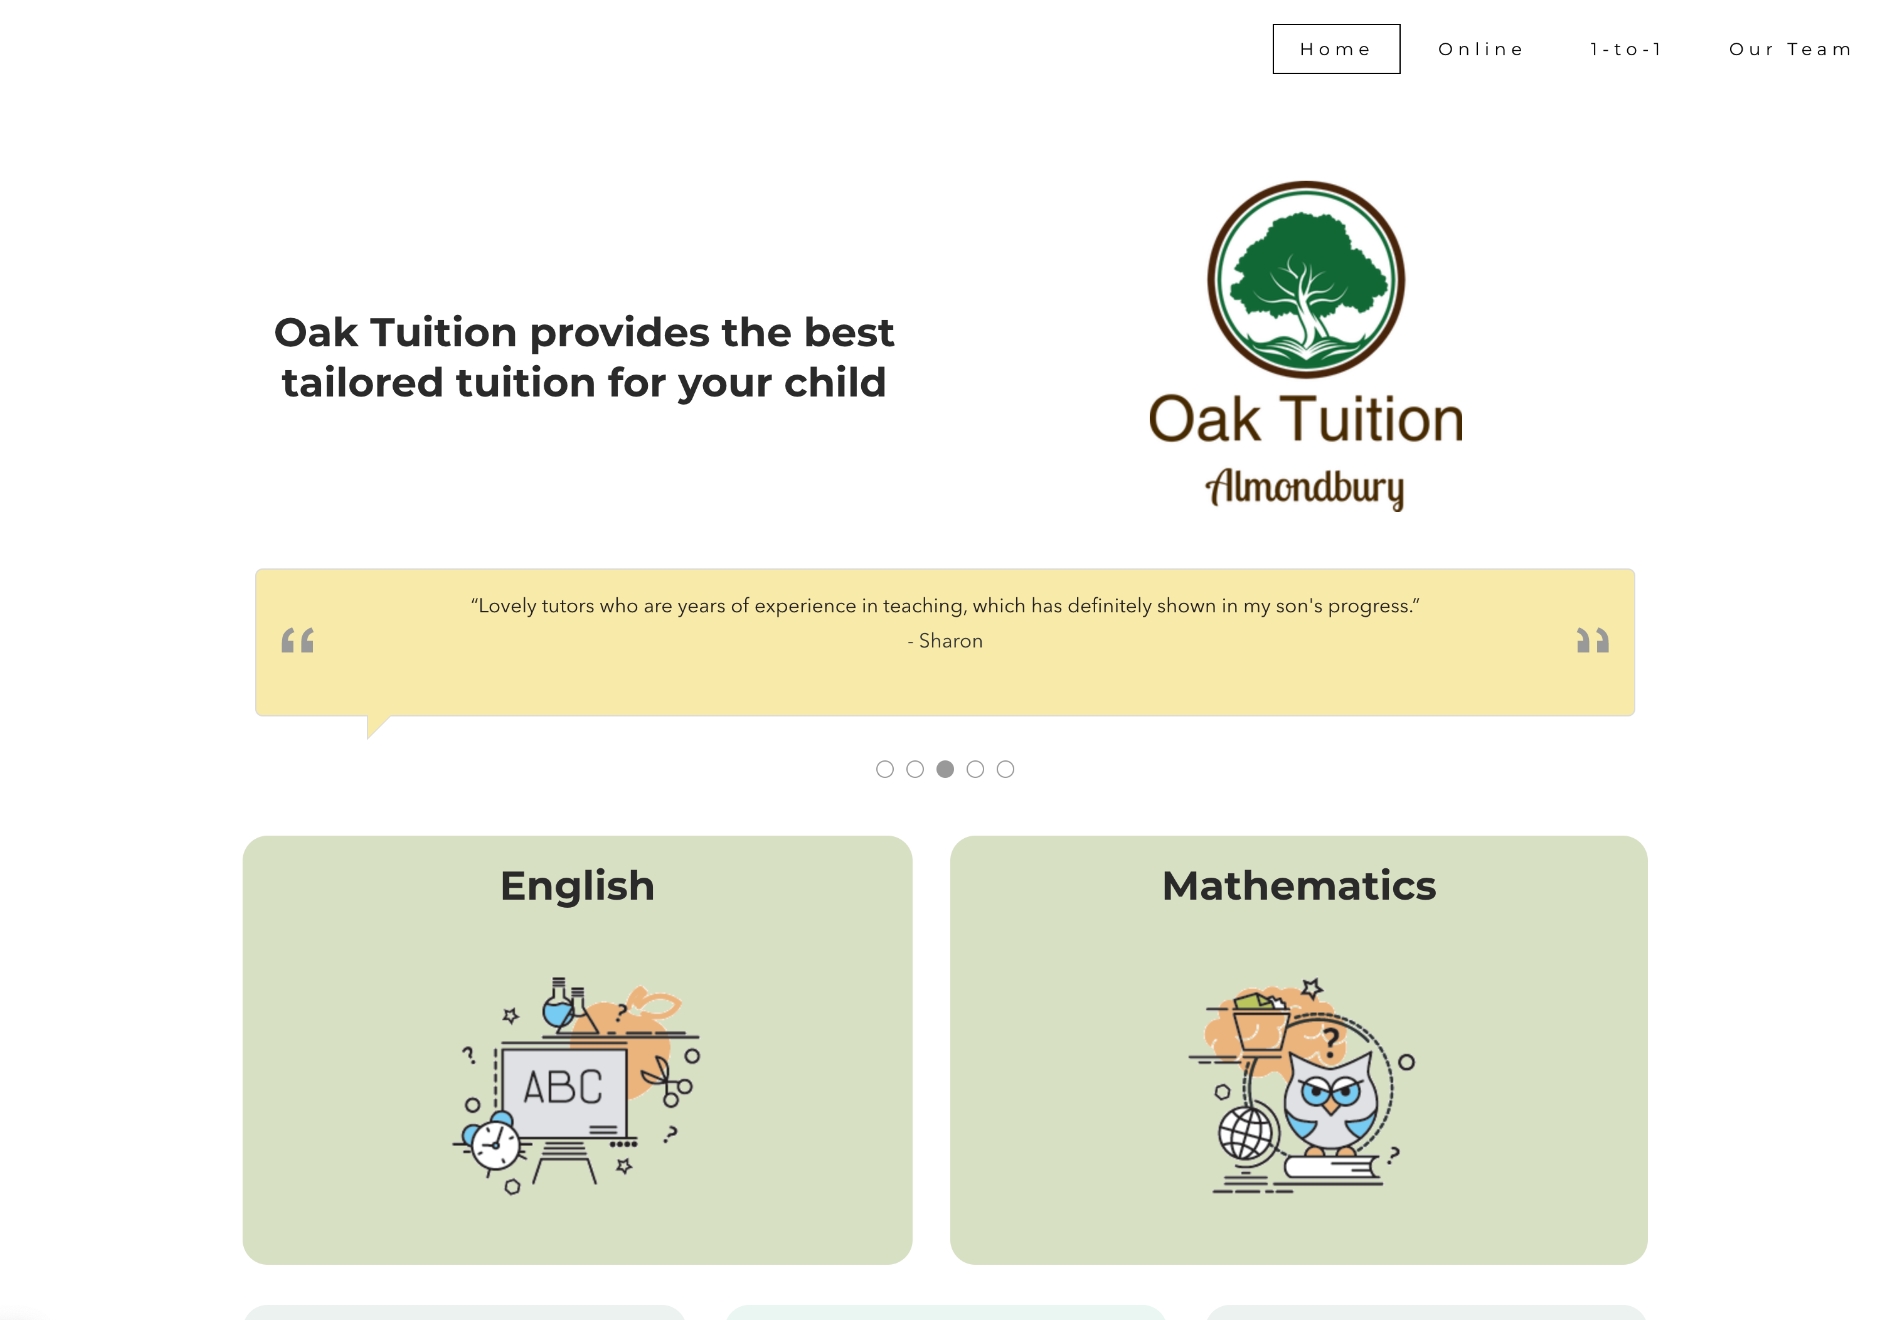 Home Online 1-to-1 Our Team
Oak Tuition provides the best
tailored tuition for your child
Oak Tuition
Almondbury
“Lovely tutors who are years of experience in teaching, which has definitely shown in my son's progress.”
- Sharon
English
Mathematics
ABC